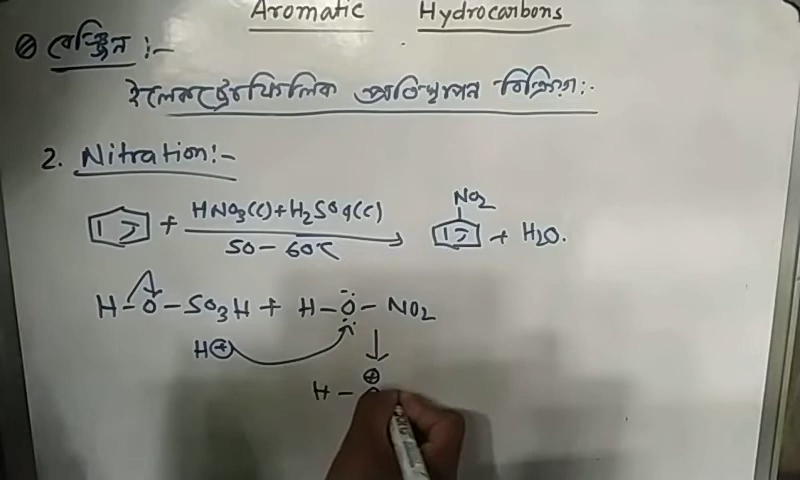 Aromatic Hydrocarbons
বেঞ্জিন :-
ইলেকট্রোফিলিক প্রতিস্থাপন বিক্রিয়া:-
2. Nitration:-
+ HNO3(c)+H2SO4(c) NO2
50-60℃ + H2O.
H-O-SO3H + H-Ö-NO2
H⊕
⊕
H-